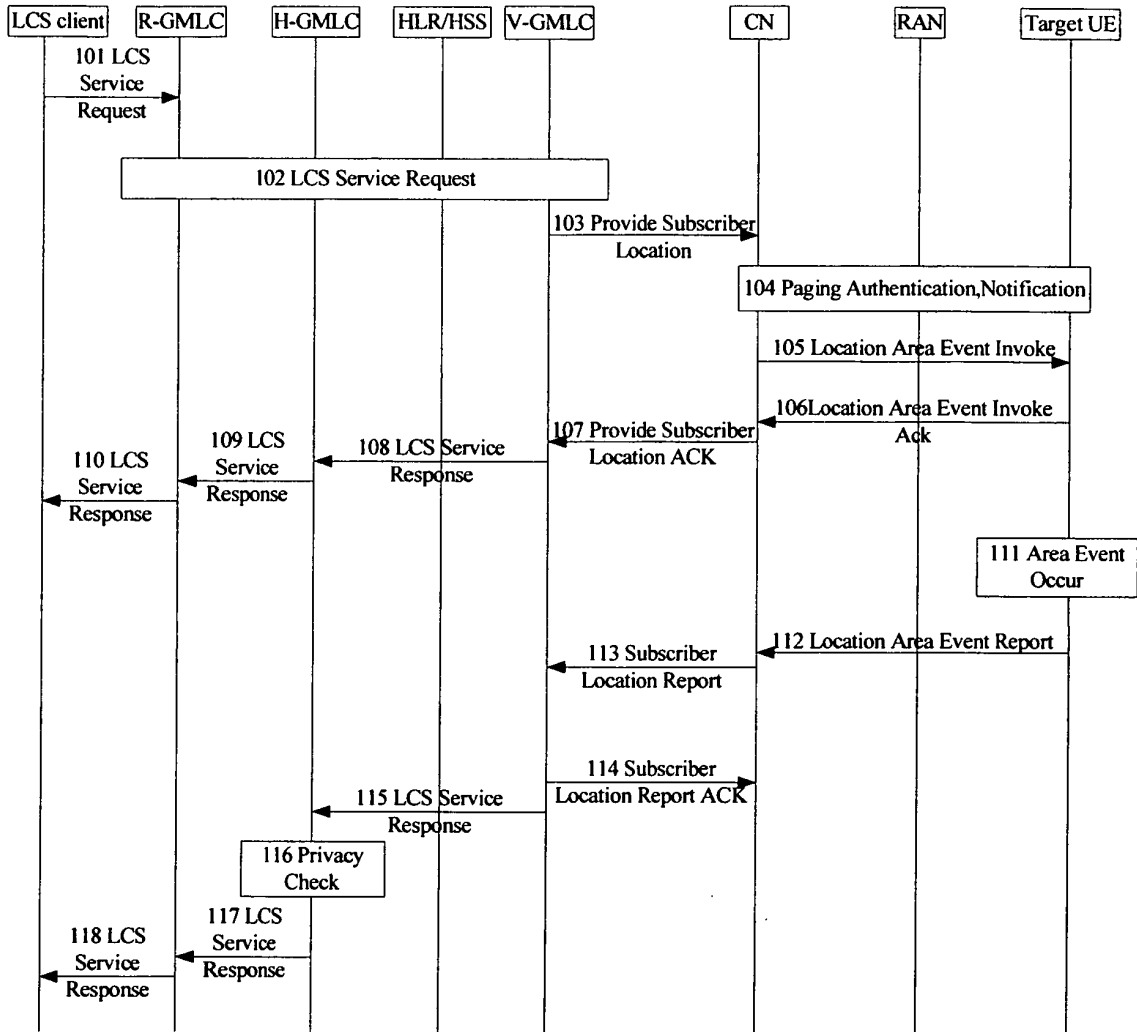 LCS client
R-GMLC
H-GMLC
HLR/HSS
V-GMLC
CN
RAN
Target UE
101 LCS
Service
Request
102 LCS Service Request
103 Provide Subscriber
Location
104 Paging Authentication,Notification
105 Location Area Event Invoke
106Location Area Event Invoke
Ack
107 Provide Subscriber
Location ACK
108 LCS Service
Response
109 LCS
Service
Response
110 LCS
Service
Response
111 Area Event
Occur
112 Location Area Event Report
113 Subscriber
Location Report
114 Subscriber
Location Report ACK
115 LCS Service
Response
116 Privacy
Check
117 LCS
Service
Response
118 LCS
Service
Response